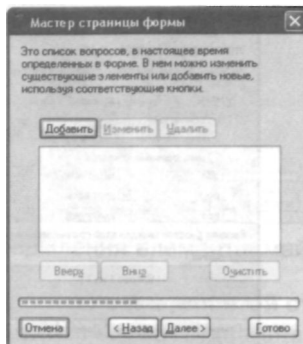 Мастер страницы формы
Это список вопросов, в настоящее время
определенных в форме. В нем можно изменить
существующие элементы или добавить новые,
используя соответствующие кнопки.
Добавить Изменить Удалить
Вверх Вниз Очистить
Отмена < Назад Далее > Готово